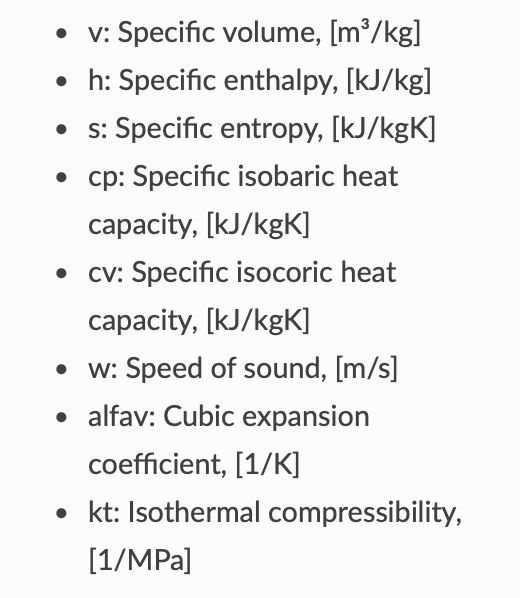 • v: Specific volume, [m³/kg]
• h: Specific enthalpy, [kJ/kg]
• s: Specific entropy, [kJ/kgK]
• cp: Specific isobaric heat
capacity, [kJ/kgK]
• cv: Specific isocoric heat
capacity, [kJ/kgK]
• w: Speed of sound, [m/s]
• alfav: Cubic expansion
coefficient, [1/K]
• kt: Isothermal compressibility,
[1/MPa]